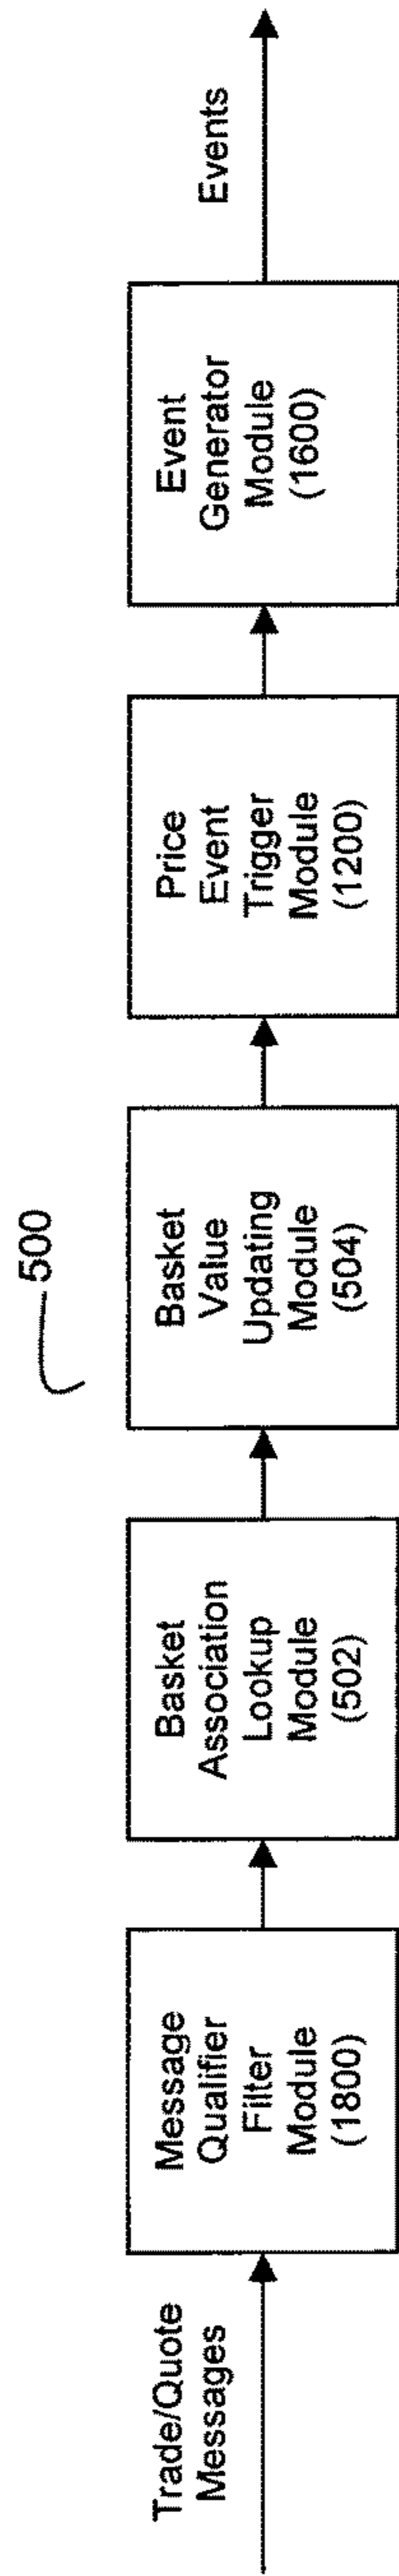 500
Trade/Quote
Messages
Message
Qualifier
Filter
Module
(1800)
Basket
Association
Lookup
Module
(502)
Basket
Value
Updating
Module
(504)
Price
Event
Trigger
Module
(1200)
Event
Generator
Module
(1600)
Events